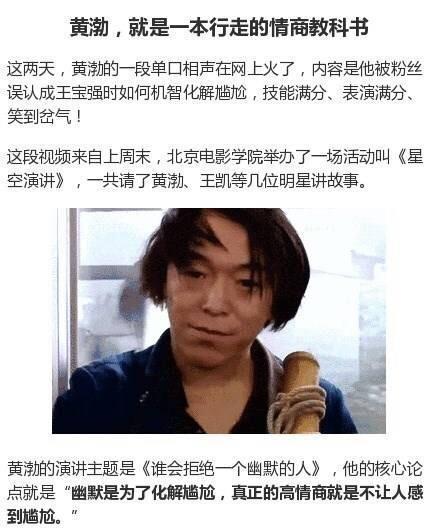 黄渤，就是一本行走的情商教科书
这两天，黄渤的一段单口相声在网上火了，内容是他被粉丝
误认成王宝强时如何机智化解尴尬，技能满分、表演满分、
笑到岔气！
这段视频来自上周末，北京电影学院举办了一场活动叫《星
空演讲》，一共请了黄渤、王凯等几位明星讲故事。
黄渤的演讲主题是《谁会拒绝一个幽默的人》，他的核心论
点就是“幽默是为了化解尴尬，真正的高情商就是不让人感
到尴尬。”